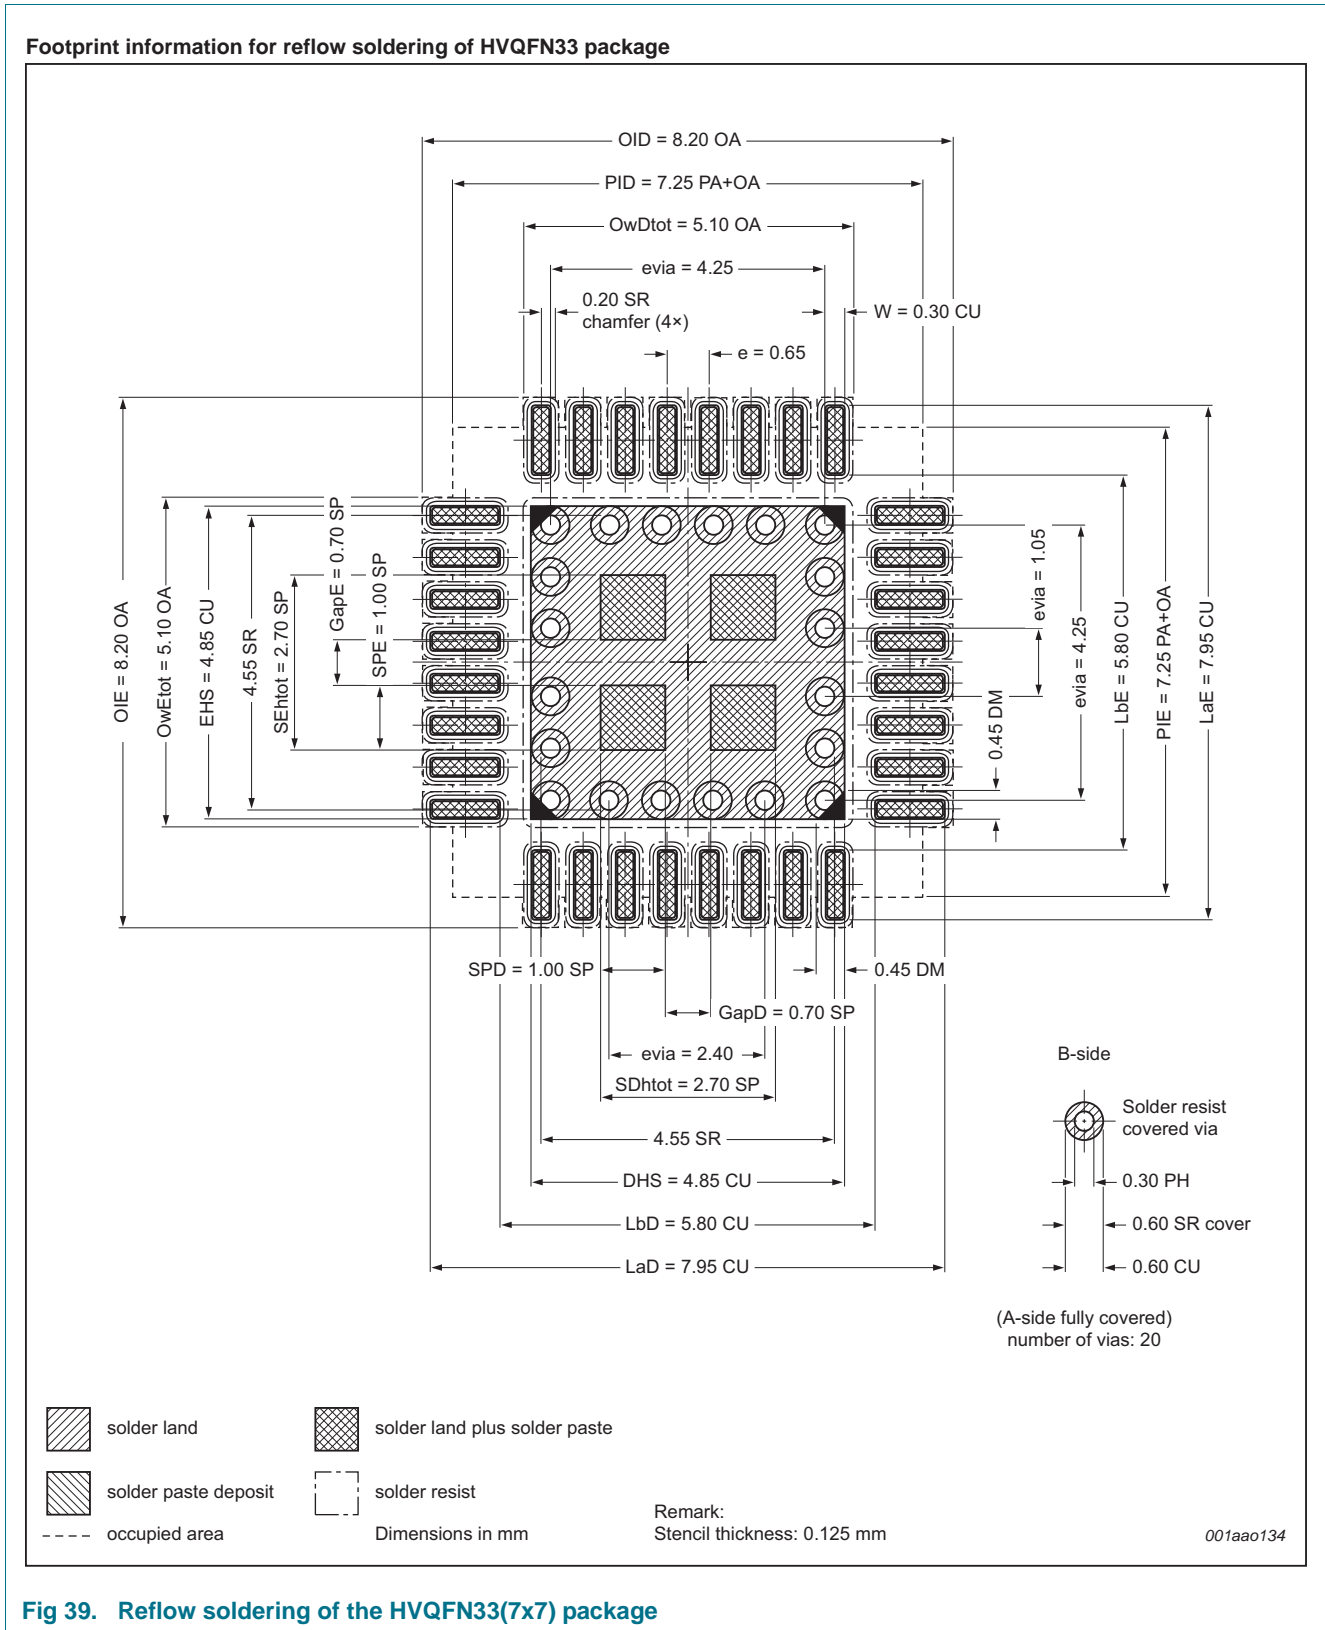 Footprint information for reflow soldering of HVQFN33 package
OID = 8.20 OA
PID = 7.25 PA+OA
OwDtot = 5.10 OA
evia = 4.25
0.20 SR
chamfer (4×)
W = 0.30 CU
e = 0.65
OIE = 8.20 OA
OwEtot = 5.10 OA
EHS = 4.85 CU
4.55 SR
SEhtot = 2.70 SP
GapE = 0.70 SP
SPE = 1.00 SP
evia = 1.05
0.45 DM
evia = 4.25
LbE = 5.80 CU
PIE = 7.25 PA+OA
LaE = 7.95 CU
SPD = 1.00 SP
0.45 DM
GapD = 0.70 SP
evia = 2.40
SDhtot = 2.70 SP
4.55 SR
DHS = 4.85 CU
LbD = 5.80 CU
LaD = 7.95 CU
B-side
Solder resist
covered via
0.30 PH
0.60 SR cover
0.60 CU
(A-side fully covered)
number of vias: 20
solder land
solder land plus solder paste
solder paste deposit
solder resist
occupied area
Dimensions in mm
Remark:
Stencil thickness: 0.125 mm
001aao134
Fig 39. Reflow soldering of the HVQFN33(7x7) package